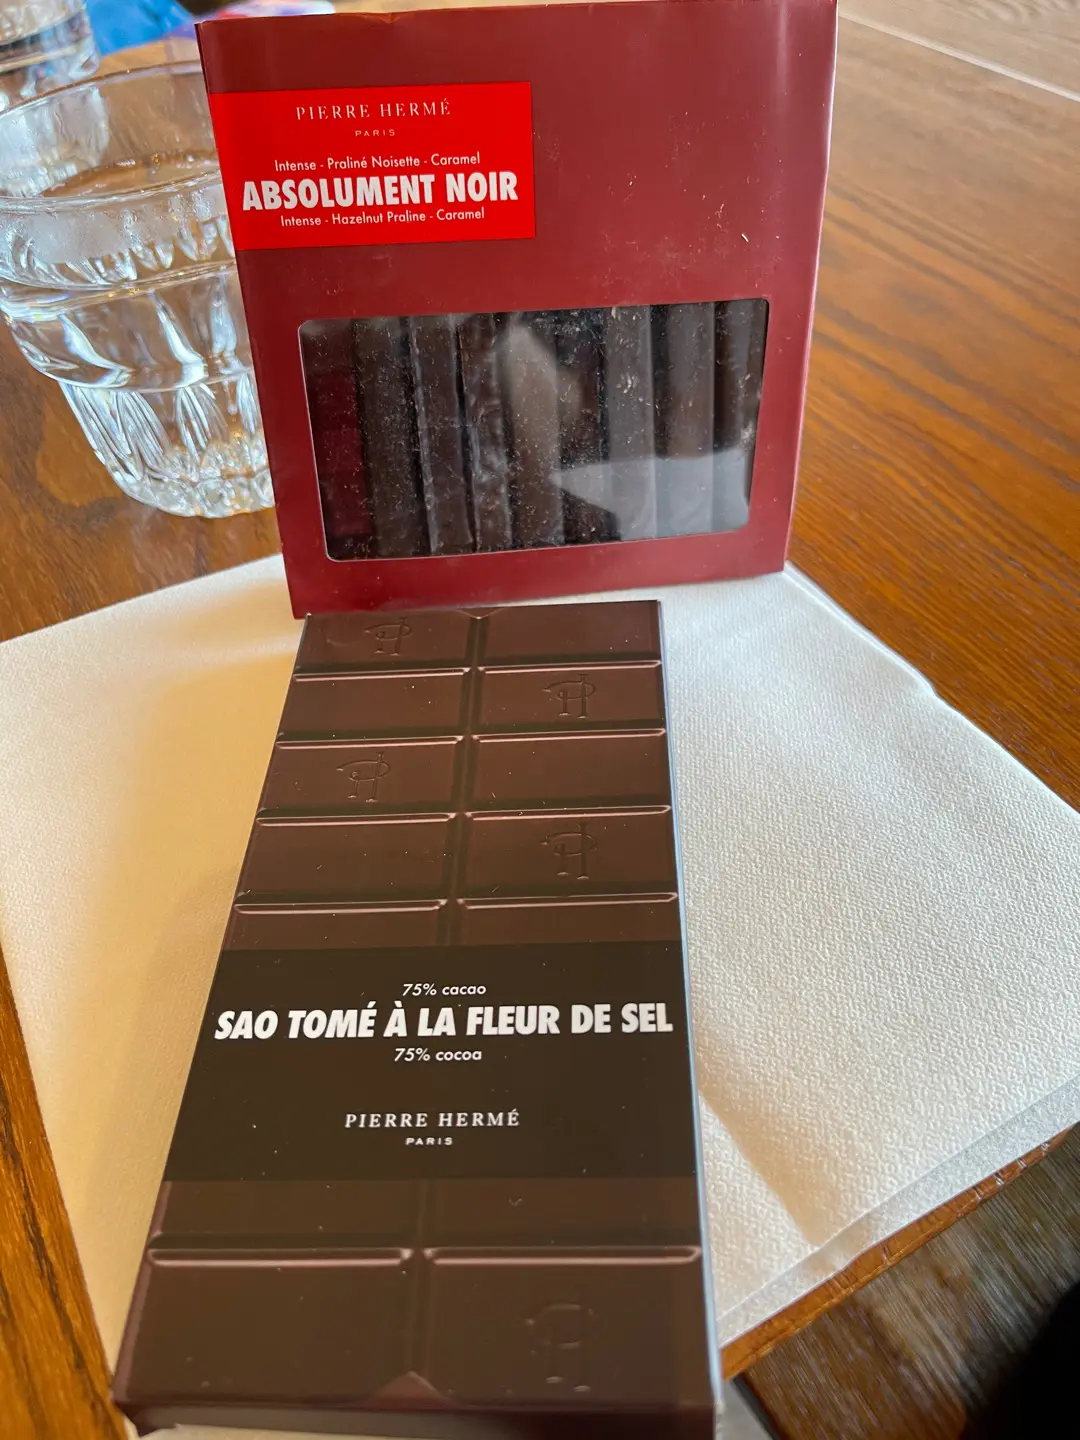 PIERRE HERMÉ
PARIS
Intense - Praliné Noisette - Caramel
ABSOLUMENT NOIR
Intense - Hazelnut Praline - Caramel
75% cacao
SAO TOMÉ À LA FLEUR DE SEL
75% cocoa
PIERRE HERMÉ
PARIS